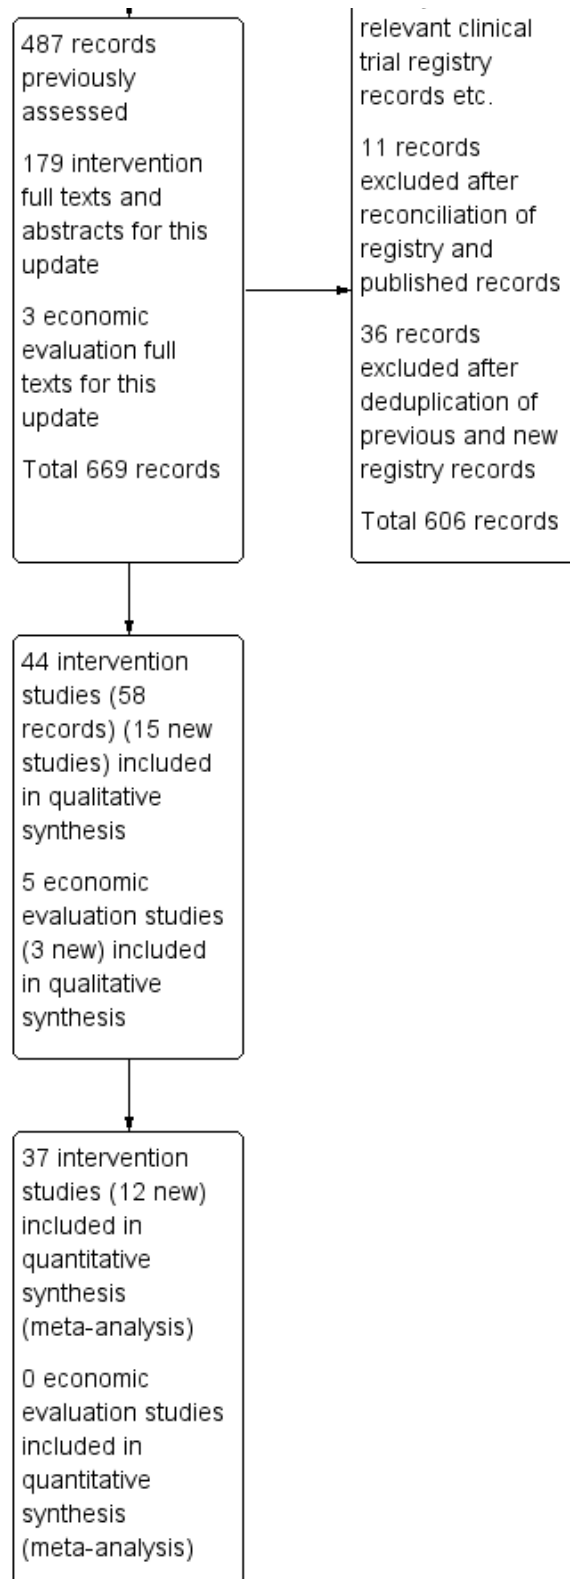 487 records
previously
assessed
179 intervention
full texts and
abstracts for this
update
3 economic
evaluation full
texts for this
update
Total 669 records
relevant clinical
trial registry
records etc.
11 records
excluded after
reconciliation of
registry and
published records
36 records
excluded after
deduplication of
previous and new
registry records
Total 606 records
44 intervention
studies (58
records) (15 new
studies) included
in qualitative
synthesis
5 economic
evaluation studies
(3 new) included
in qualitative
synthesis
37 intervention
studies (12 new)
included in
quantitative
synthesis
(meta-analysis)
0 economic
evaluation studies
included in
quantitative
synthesis
(meta-analysis)